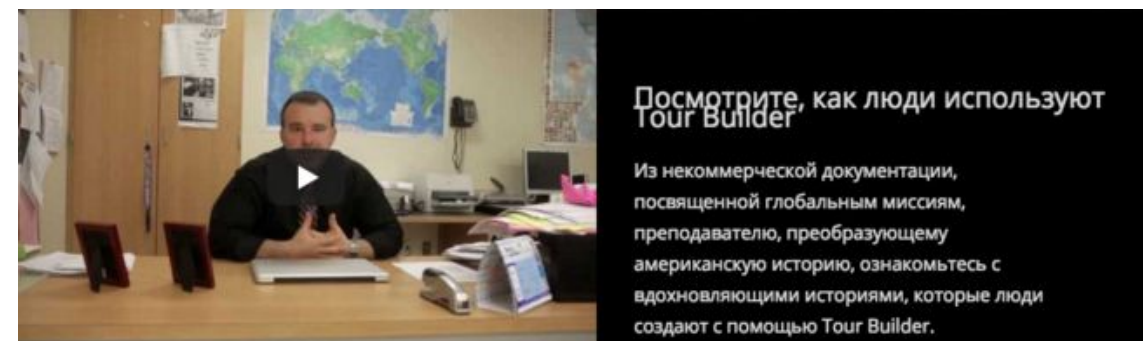 Посмотрите, как люди используют
Tour Builder
Из некоммерческой документации,
посвященной глобальным миссиям,
преподавателю, преобразующему
американскую историю, ознакомьтесь с
вдохновляющими историями, которые люди
создают с помощью Tour Builder.